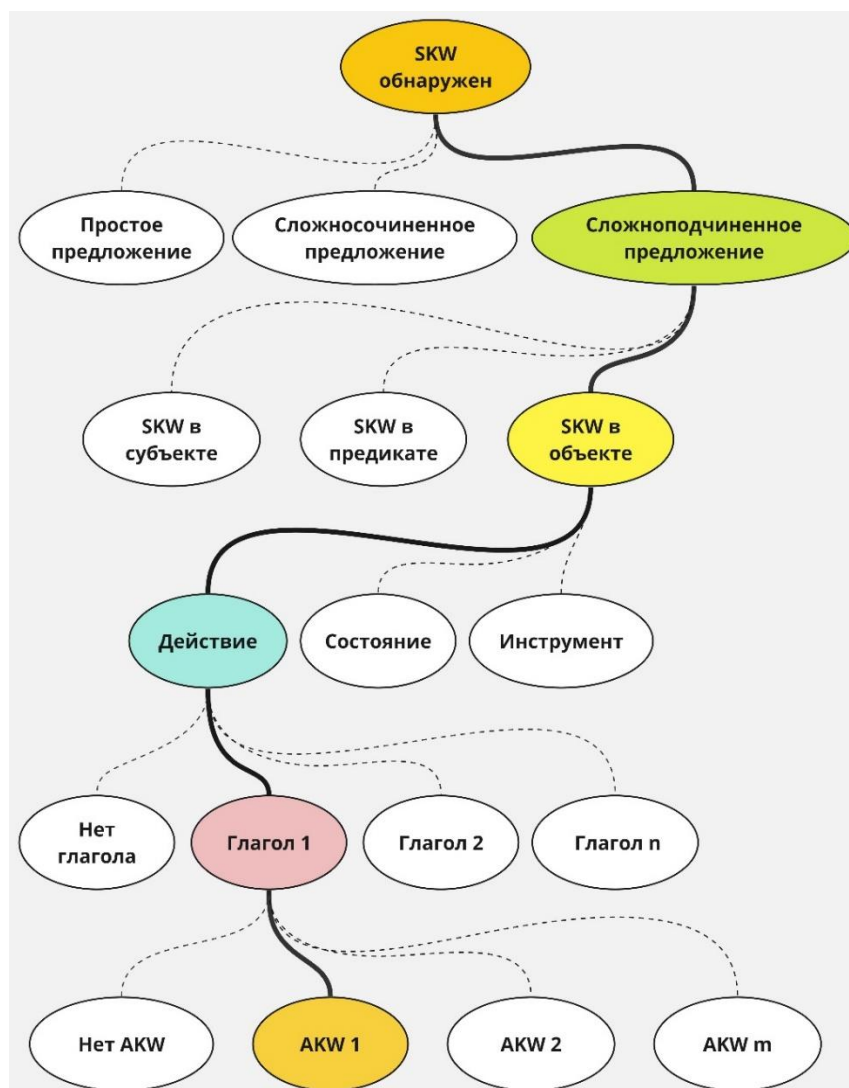 SKW
обнаружен
Простое
предложение
Сложносочиненное
предложение
Сложноподчиненное
предложение
SKW в
субъекте
SKW в
предикате
SKW в
объекте
Действие
Состояние
Инструмент
Нет
глагола
Глагол 1
Глагол 2
Глагол n
Нет AKW
AKW 1
AKW 2
AKW m